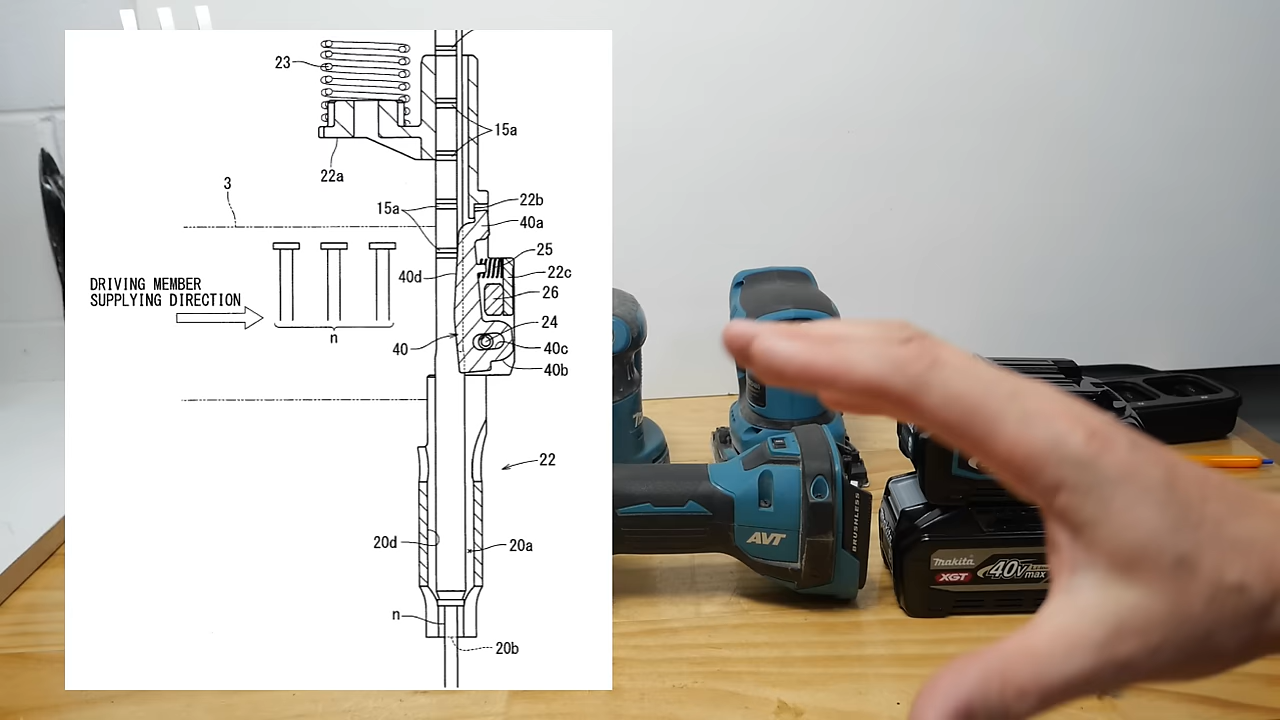 23
15a
22a
3
22b
15a
40a
25
40d
22c
DRIVING MEMBER
SUPPLYING DIRECTION
26
24
n
40
40c
40b
22
20d
20a
n
20b
AVT
BRUSHLESS
makita
XGT
40v max